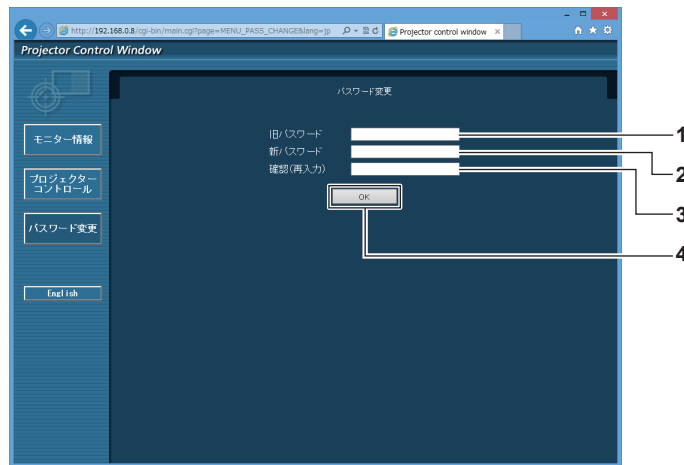 http://192.168.0.8/cgi-bin/main.cgi?page=MENU_PASS_CHANGE&lang=jp
Projector control window
Projector Control Window
パスワード変更
旧パスワード
1
モニター情報
新パスワード
2
確認(再入力)
プロジェクター
コントロール
OK
3
パスワード変更
4
English